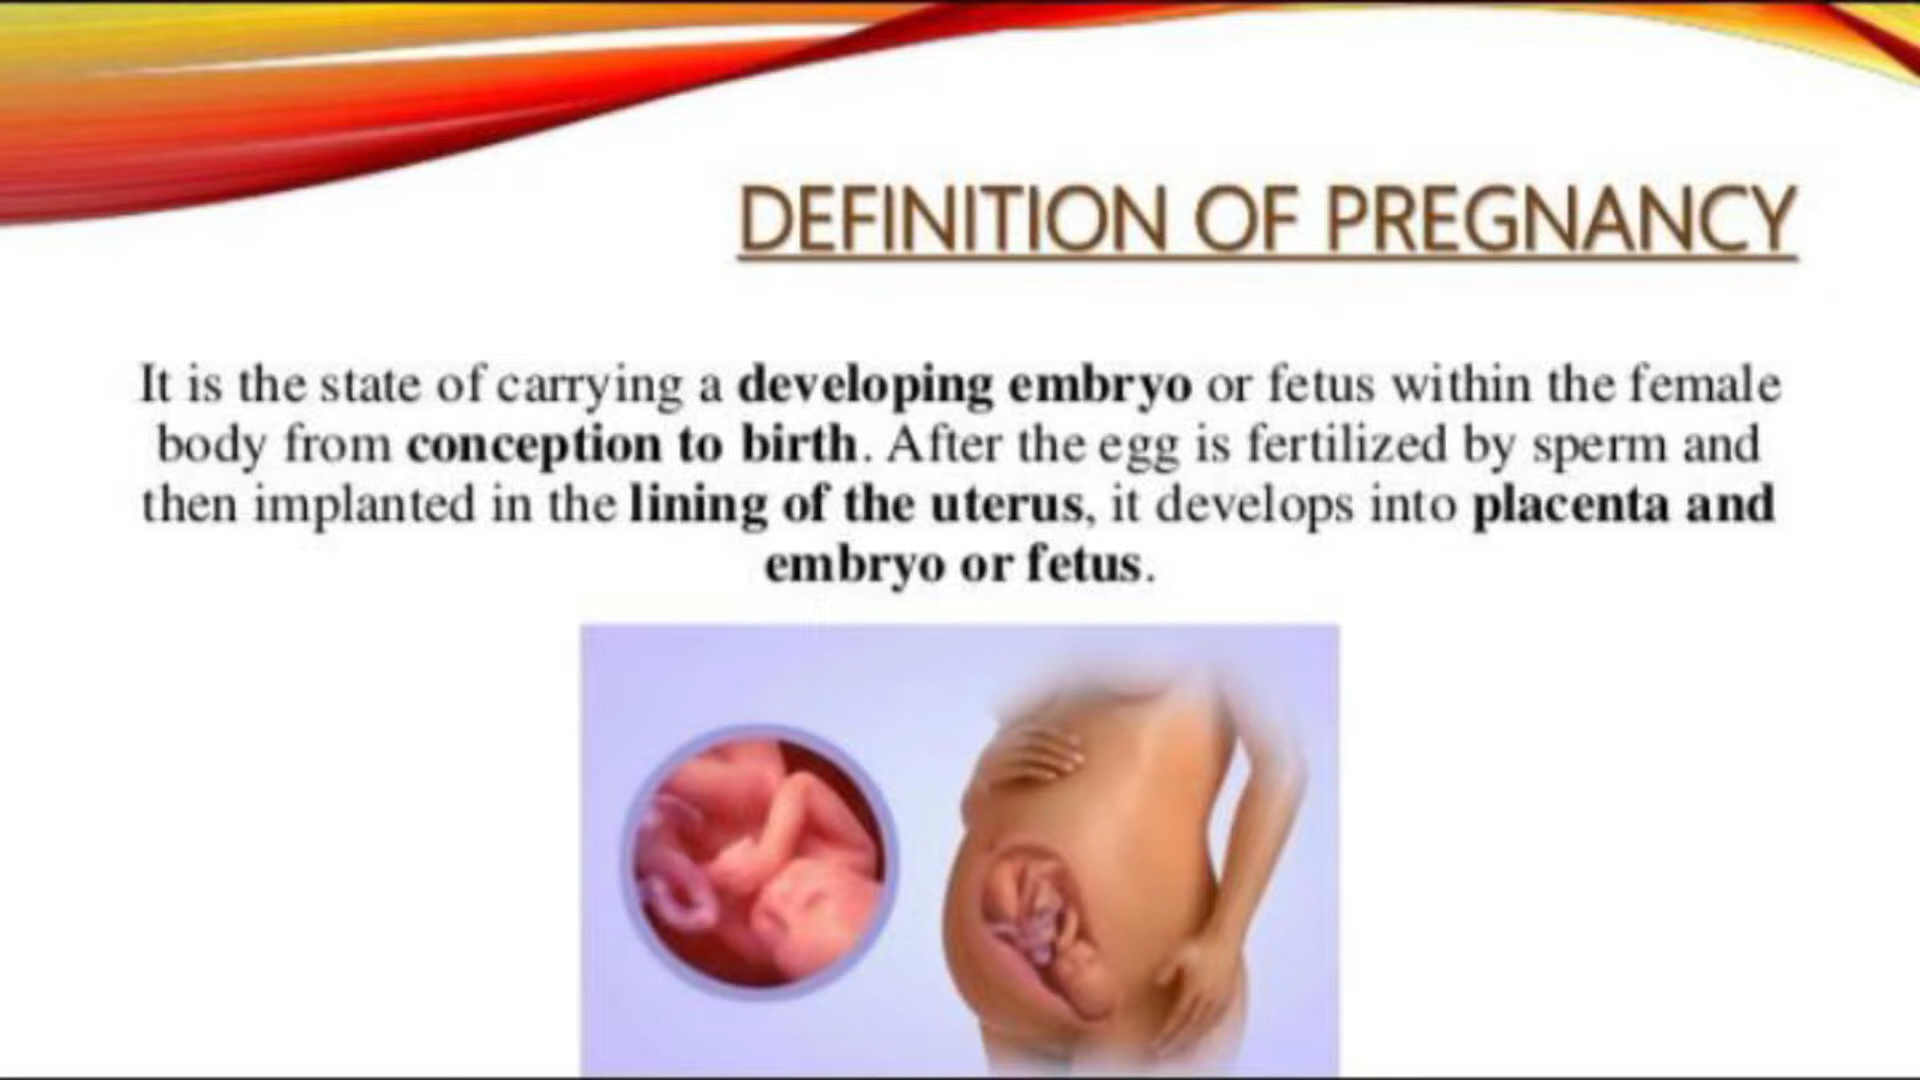 DEFINITION OF PREGNANCY
It is the state of carrying a developing embryo or fetus within the female
body from conception to birth. After the egg is fertilized by sperm and
then implanted in the lining of the uterus, it develops into placenta and
embryo or fetus.